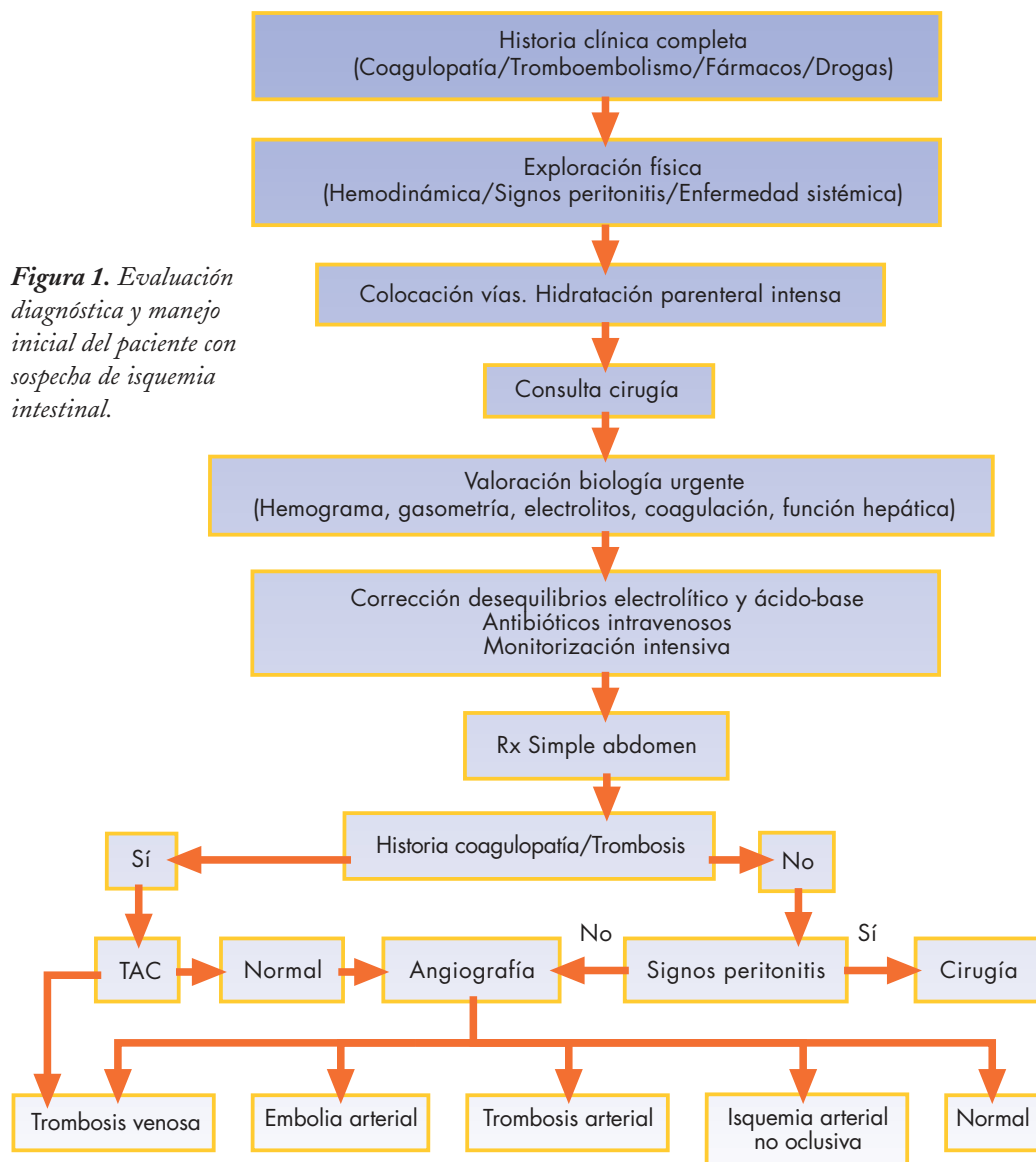 Historia clínica completa
(Coagulopatía/Tromboembolismo/Fármacos/Drogas)
Exploración física
(Hemodinámica/Signos peritonitis/Enfermedad sistémica)
Figura 1. Evaluación
diagnóstica y manejo
inicial del paciente con
sospecha de isquemia
intestinal.
Colocación vías. Hidratación parenteral intensa
Consulta cirugía
Valoración biología urgente
(Hemograma, gasometría, electrolitos, coagulación, función hepática)
Corrección desequilibrios electrolítico y ácido-base
Antibióticos intravenosos
Monitorización intensiva
Rx Simple abdomen
Historia coagulopatía/Trombosis
Sí
No
TAC
Normal
Angiografía
No
Signos peritonitis
Sí
Cirugía
Trombosis venosa
Embolia arterial
Trombosis arterial
Isquemia arterial
no oclusiva
Normal